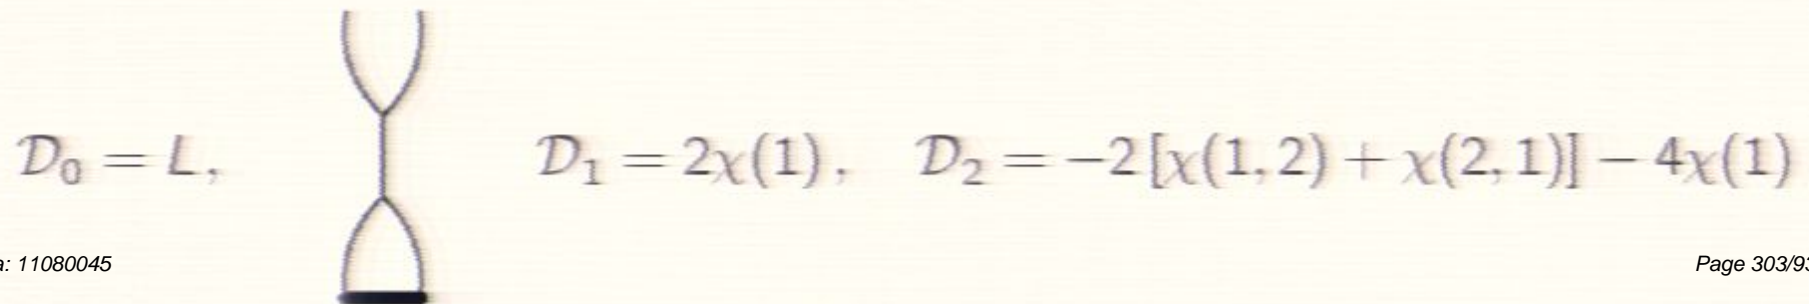 𝒟₀ = L, 𝒟₁ = 2χ(1), 𝒟₂ = −2[χ(1,2) + χ(2,1)] − 4χ(1)
a: 11080045
Page 303/93